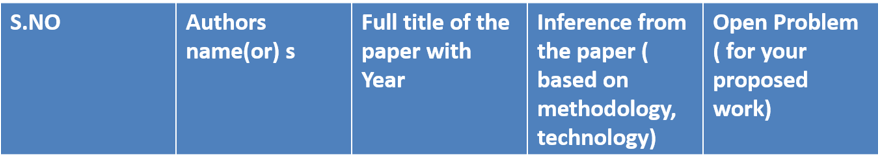 S.NO
Authors
name(or) s
Full title of the
paper with
Year
Inference from
the paper (
based on
methodology,
technology)
Open Problem
( for your
proposed
work)